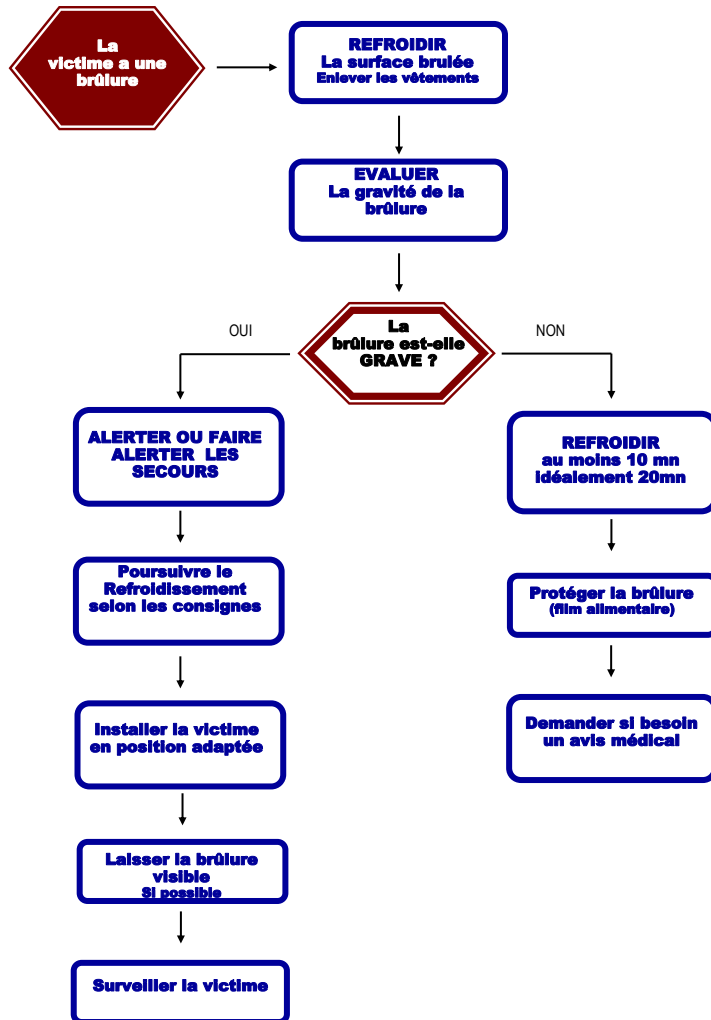 La
victime a une
brûlure
REFROIDIR
La surface brulée
Enlever les vêtements
EVALUER
La gravité de la
brûlure
La
brûlure est-elle
GRAVE ?
OUI
NON
ALERTER OU FAIRE
ALERTER LES
SECOURS
Poursuivre le
Refroidissement
selon les consignes
Installer la victime
en position adaptée
Laisser la brûlure
visible
Si possible
Surveiller la victime
REFROIDIR
au moins 10 mn
idéalement 20mn
Protéger la brûlure
(film alimentaire)
Demander si besoin
un avis médical